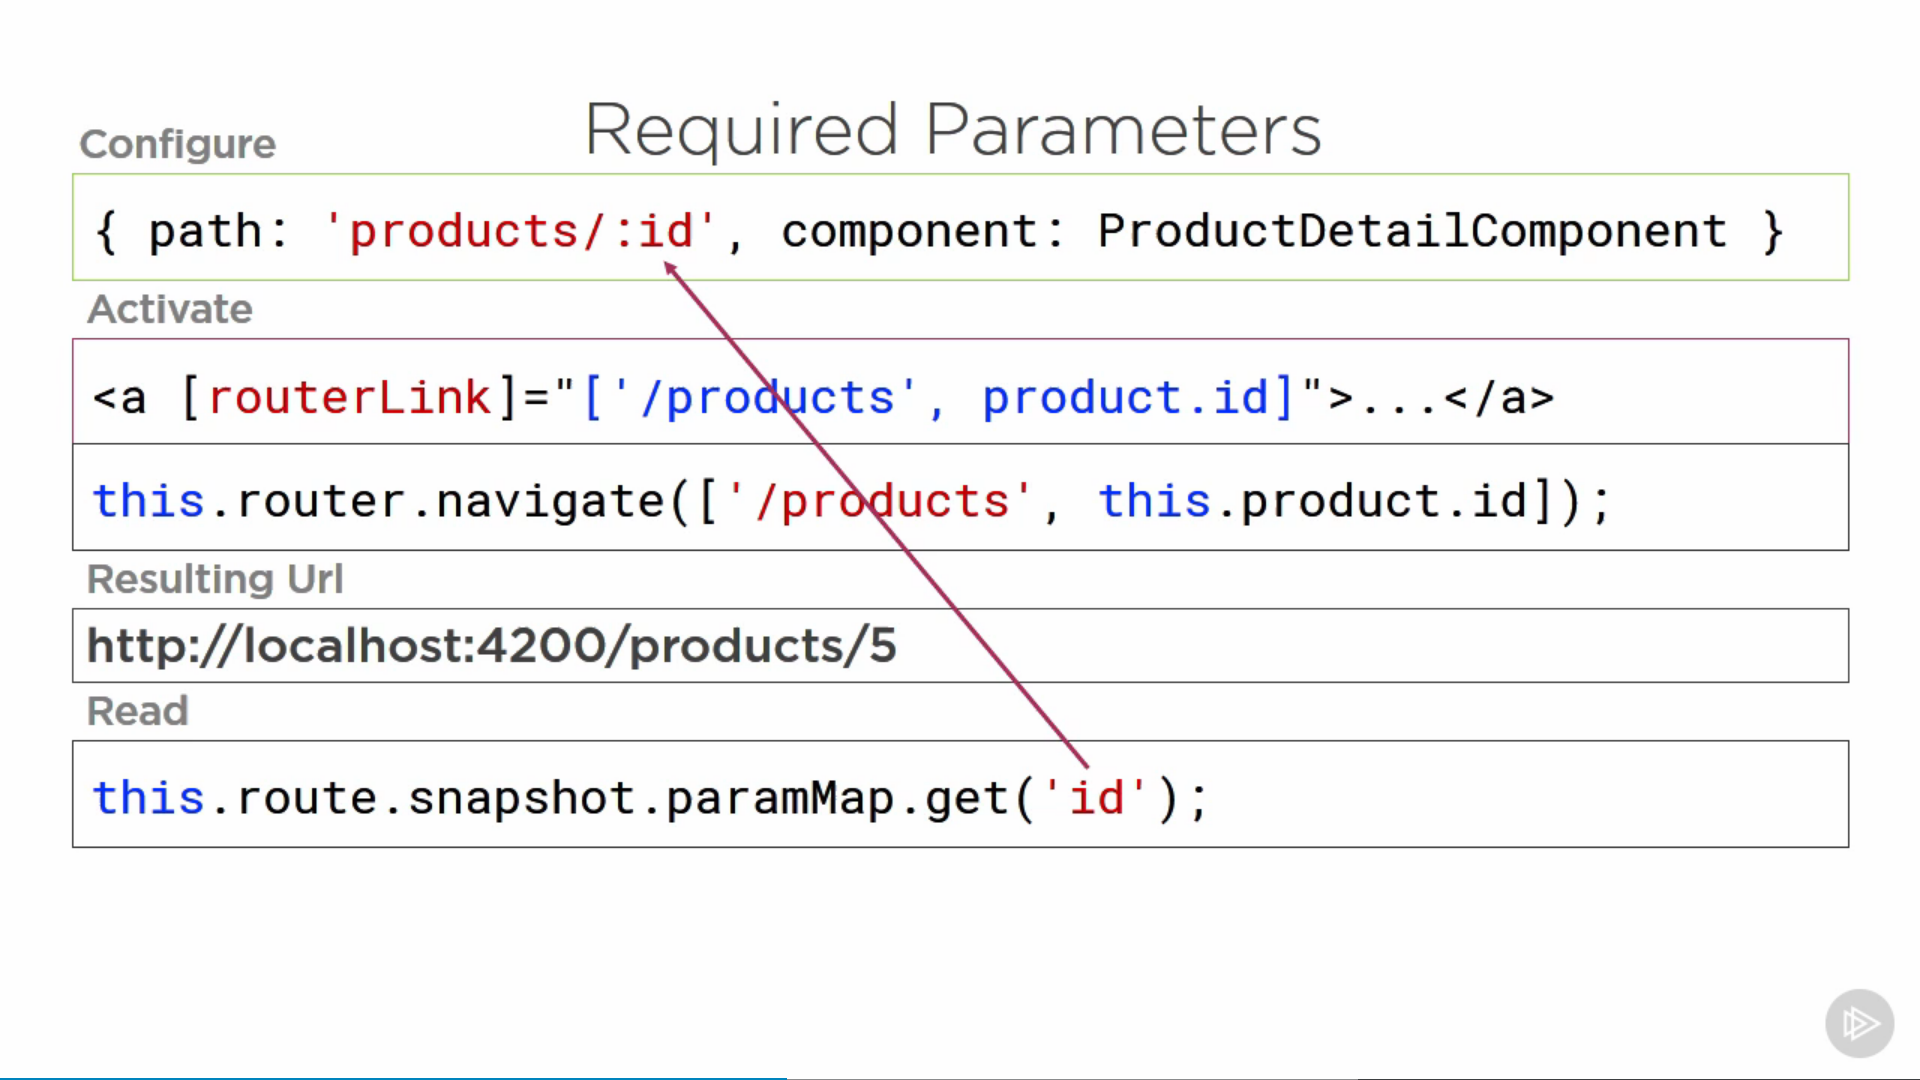 Required Parameters
Configure
{ path: 'products/:id', component: ProductDetailComponent }
Activate
<a [routerLink]="['/products', product.id]">...</a>
this.router.navigate(['/products', this.product.id]);
Resulting Url
http://localhost:4200/products/5
Read
this.route.snapshot.paramMap.get('id');